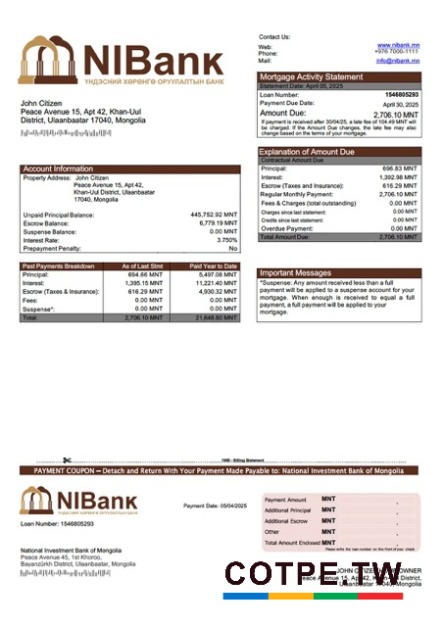 NIBank
ҮНДЭСНИЙ ХӨРӨНГӨ ОРУУЛАЛТЫН БАНК
Contact Us:
Web: www.nibank.mn
Phone: +976 7000-1111
Mail: info@nibank.mn
John Citizen
Peace Avenue 15, Apt 42, Khan-Uul
District, Ulaanbaatar 17040, Mongolia
Mortgage Activity Statement
Statement Date: April 05, 2025
Loan Number: 1546805293
Payment Due Date: April 30, 2025
Amount Due: 2,706.10 MNT
If payment is received after 30/04/25, a late fee of 104.49 MNT will
be charged. If the Amount Due changes, the late fee may also
change based on the terms of your mortgage.
Explanation of Amount Due
Contractual Amount Due
Principal: 696.83 MNT
Interest: 1,392.98 MNT
Escrow (Taxes and Insurance): 616.29 MNT
Regular Monthly Payment: 2,706.10 MNT
Fees & Charges (total outstanding) 0.00 MNT
Charges since last statement: 0.00 MNT
Credits since last statement: 0.00 MNT
Overdue Payment: 0.00 MNT
Total Amount Due: 2,706.10 MNT
Account Information
Property Address: John Citizen
Peace Avenue 15, Apt 42,
Khan-Uul District, Ulaanbaatar
17040, Mongolia
Unpaid Principal Balance: 445,752.92 MNT
Escrow Balance: 6,779.19 MNT
Suspense Balance: 0.00 MNT
Interest Rate: 3.750%
Prepayment Penalty: No
Past Payments Breakdown As of Last Stmt Paid Year to Date
Principal: 694.66 MNT 5,497.08 MNT
Interest: 1,395.15 MNT 11,221.40 MNT
Escrow (Taxes & Insurance): 616.29 MNT 4,930.32 MNT
Fees: 0.00 MNT 0.00 MNT
Suspense*: 0.00 MNT 0.00 MNT
Total: 2,706.10 MNT 21,648.80 MNT
Important Messages
*Suspense: Any amount received less than a full
payment will be applied to a suspense account for your
mortgage. When enough is received to equal a full
payment, a full payment will be applied to your
mortgage.
Billing Statement
PAYMENT COUPON – Detach and Return With Your Payment Made Payable to: National Investment Bank of Mongolia
NIBank
ҮНДЭСНИЙ ХӨРӨНГӨ ОРУУЛАЛТЫН БАНК
Loan Number: 1546805293
Payment Date: 05/04/2025
Payment Amount MNT
Additional Principal MNT
Additional Escrow MNT
Other MNT
Total Amount Enclosed MNT
Please write the loan number on the front of your check
National Investment Bank of Mongolia
Peace Avenue 45, 1st Khoroo,
Bayanzürkh District, Ulaanbaatar, Mongolia
JOHN CITIZEN
Peace Avenue 15, Apt 42, Khan-Uul District,
Ulaanbaatar 17040, Mongolia
COTPE.TW